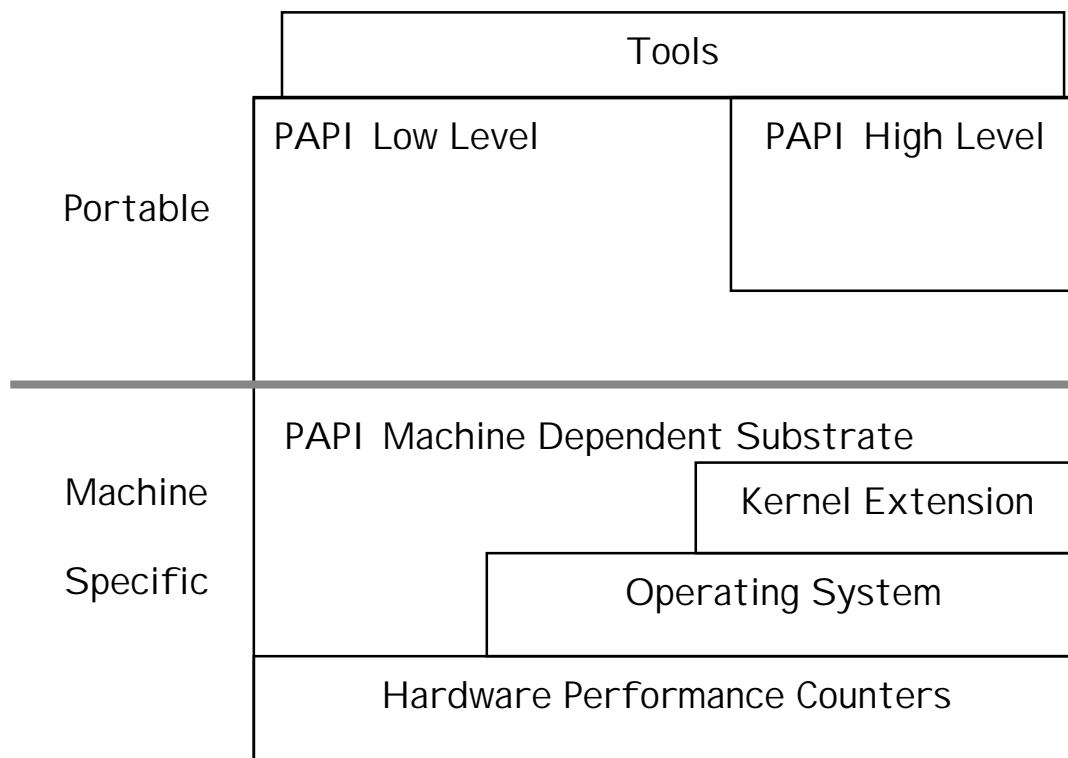 Tools
PAPI Low Level
PAPI High Level
Portable
PAPI Machine Dependent Substrate
Machine
Kernel Extension
Specific
Operating System
Hardware Performance Counters